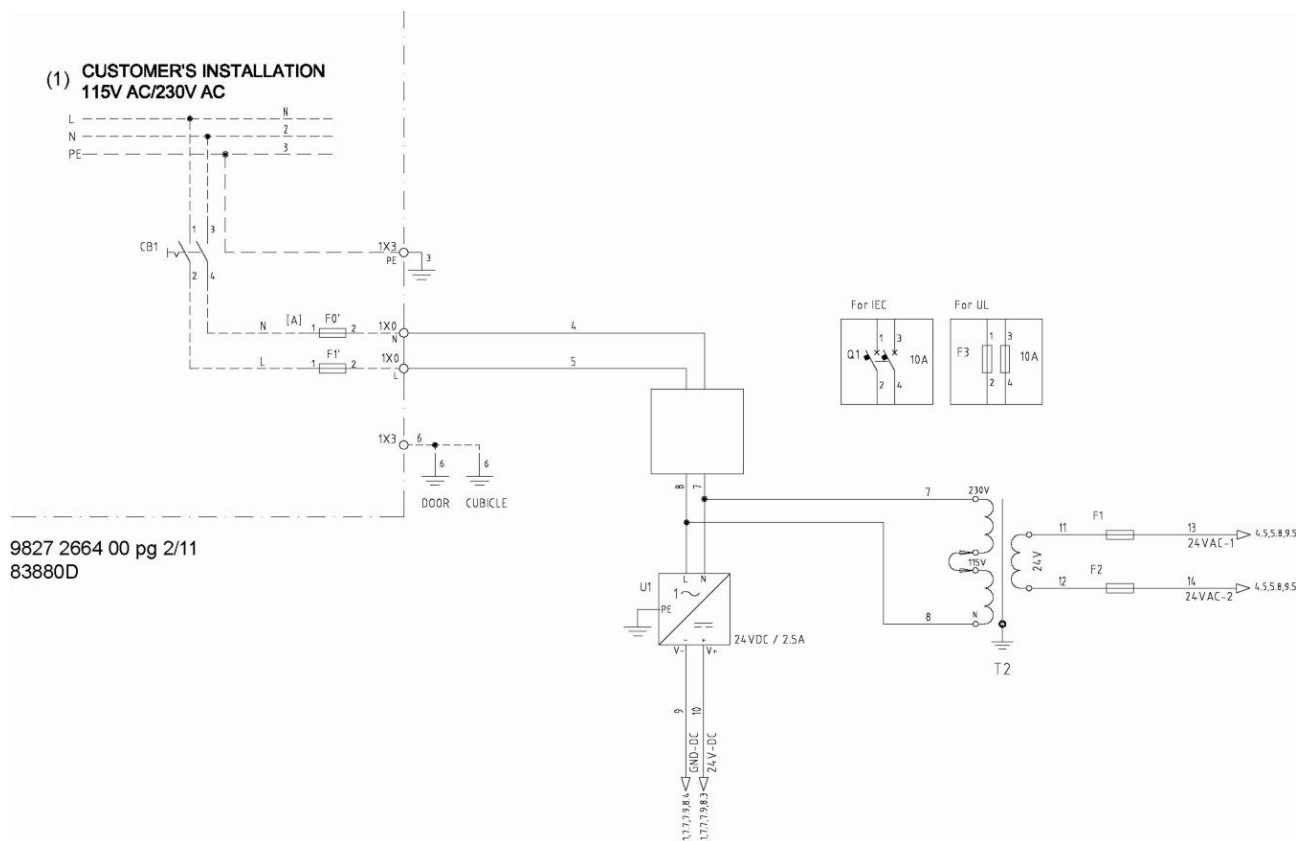 (1) CUSTOMER'S INSTALLATION
115V AC/230V AC
L N
N 2
PE 3
1 3
CB1
2 4
1X3
PE
3
[A] F0'
N 1 2 1X0
N
4
F1'
L 1 2 1X0
L
5
1X3 6
6 6
DOOR CUBICLE
For IEC For UL
1 3 1 3
Q1 10A F3 10A
2 4 2 4
8 7
7 230V
115V
8 N
24V
T2
11 F1 13
24VAC-1 4.5,5.8,9.5
12 F2 14
24VAC-2 4.5,5.8,9.5
U1 L N
1
PE
- +
V- V+
24VDC / 2.5A
9 10
GND-DC 24V-DC
1,7.7,7.9,8.4 1,7.7,7.9,8.3
9827 2664 00 pg 2/11
83880D